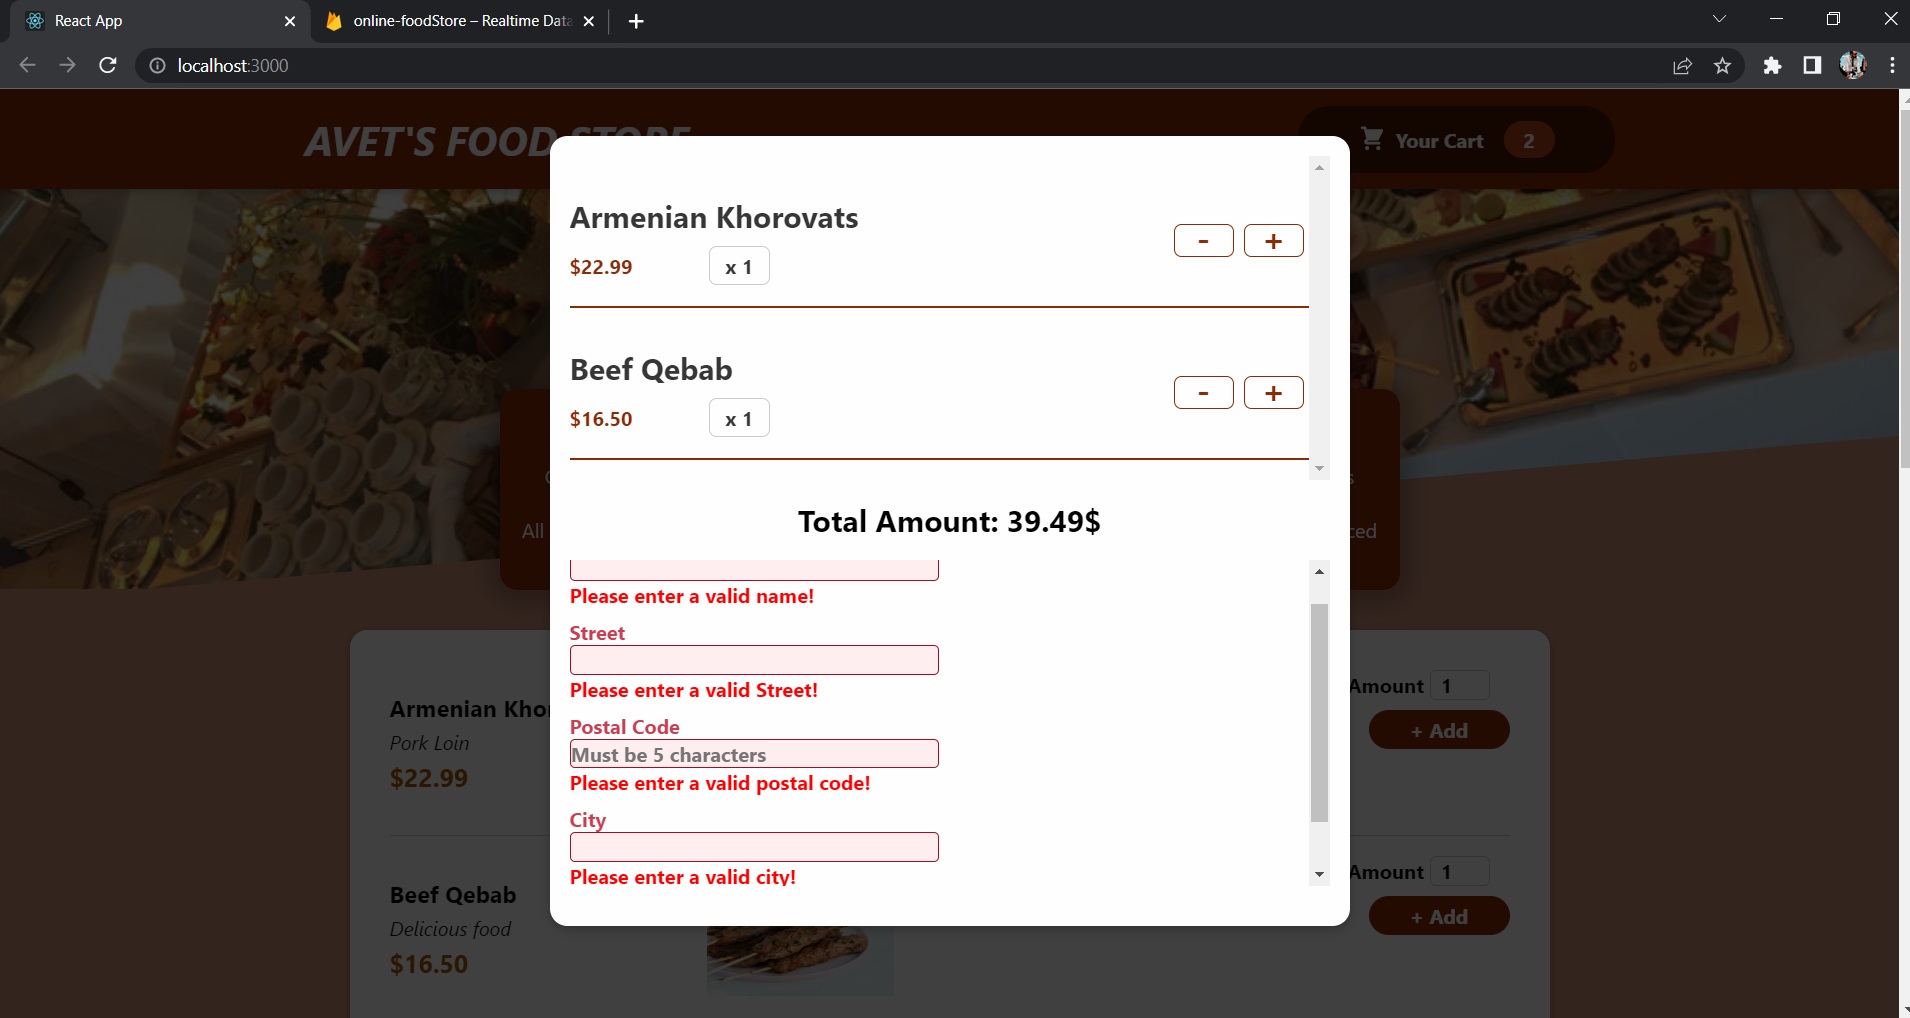 React App
online-foodStore – Realtime Data
localhost:3000
AVET'S FOOD STORE
Your Cart 2
Armenian Khorovats
- +
$22.99 x 1
Beef Qebab
- +
$16.50 x 1
Total Amount: 39.49$
All
ced
Please enter a valid name!
Street
Please enter a valid Street!
Postal Code
Must be 5 characters
Please enter a valid postal code!
City
Please enter a valid city!
Armenian Khor
Pork Loin
$22.99
Amount 1
+ Add
Beef Qebab
Delicious food
$16.50
Amount 1
+ Add